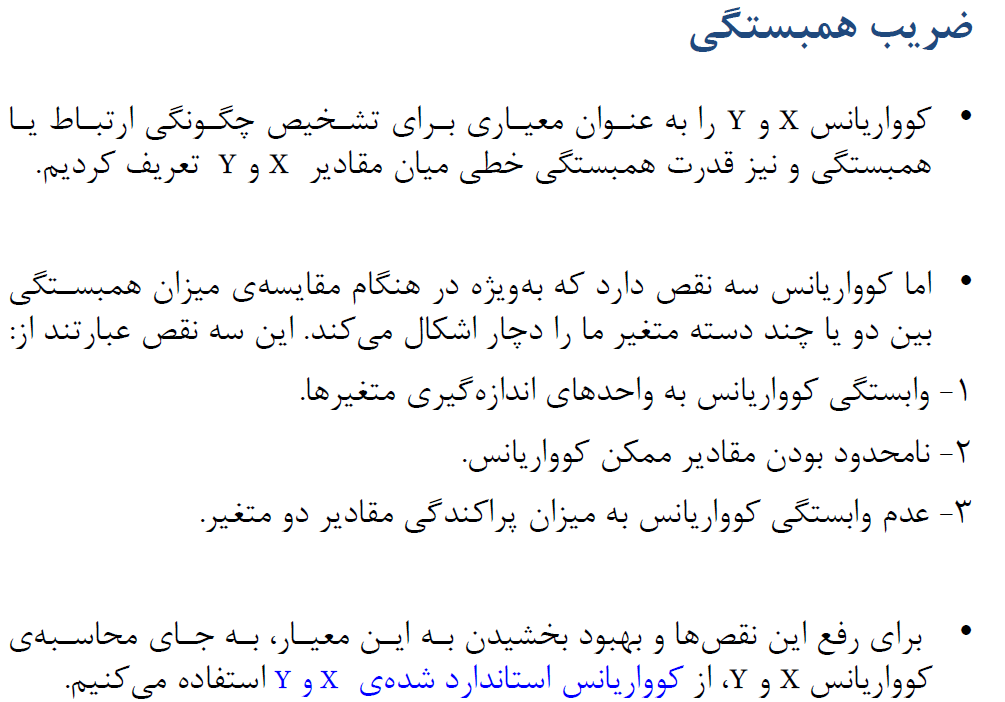 ضریب همبستگی
• کوواریانس X و Y را به عنوان معیاری برای تشخیص چگونگی ارتباط یا
همبستگی و نیز قدرت همبستگی خطی میان مقادیر X و Y تعریف کردیم.
• اما کوواریانس سه نقص دارد که به‌ویژه در هنگام مقایسه‌ی میزان همبستگی
بین دو یا چند دسته متغیر ما را دچار اشکال می‌کند. این سه نقص عبارتند از:
۱- وابستگی کوواریانس به واحدهای اندازه‌گیری متغیرها.
۲- نامحدود بودن مقادیر ممکن کوواریانس.
۳- عدم وابستگی کوواریانس به میزان پراکندگی مقادیر دو متغیر.
• برای رفع این نقص‌ها و بهبود بخشیدن به این معیار، به جای محاسبه‌ی
کوواریانس X و Y، از کوواریانس استاندارد شده‌ی X و Y استفاده می‌کنیم.